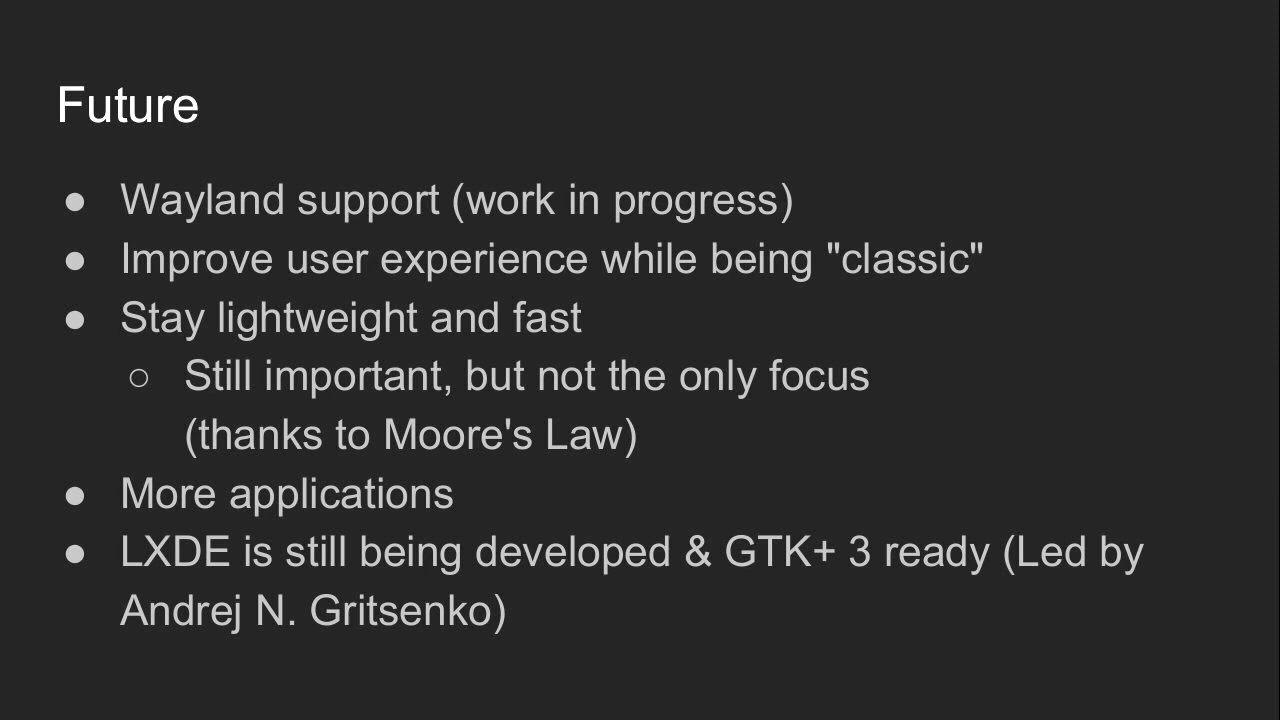 Future
● Wayland support (work in progress)
● Improve user experience while being "classic"
● Stay lightweight and fast
○ Still important, but not the only focus
(thanks to Moore's Law)
● More applications
● LXDE is still being developed & GTK+ 3 ready (Led by
Andrej N. Gritsenko)